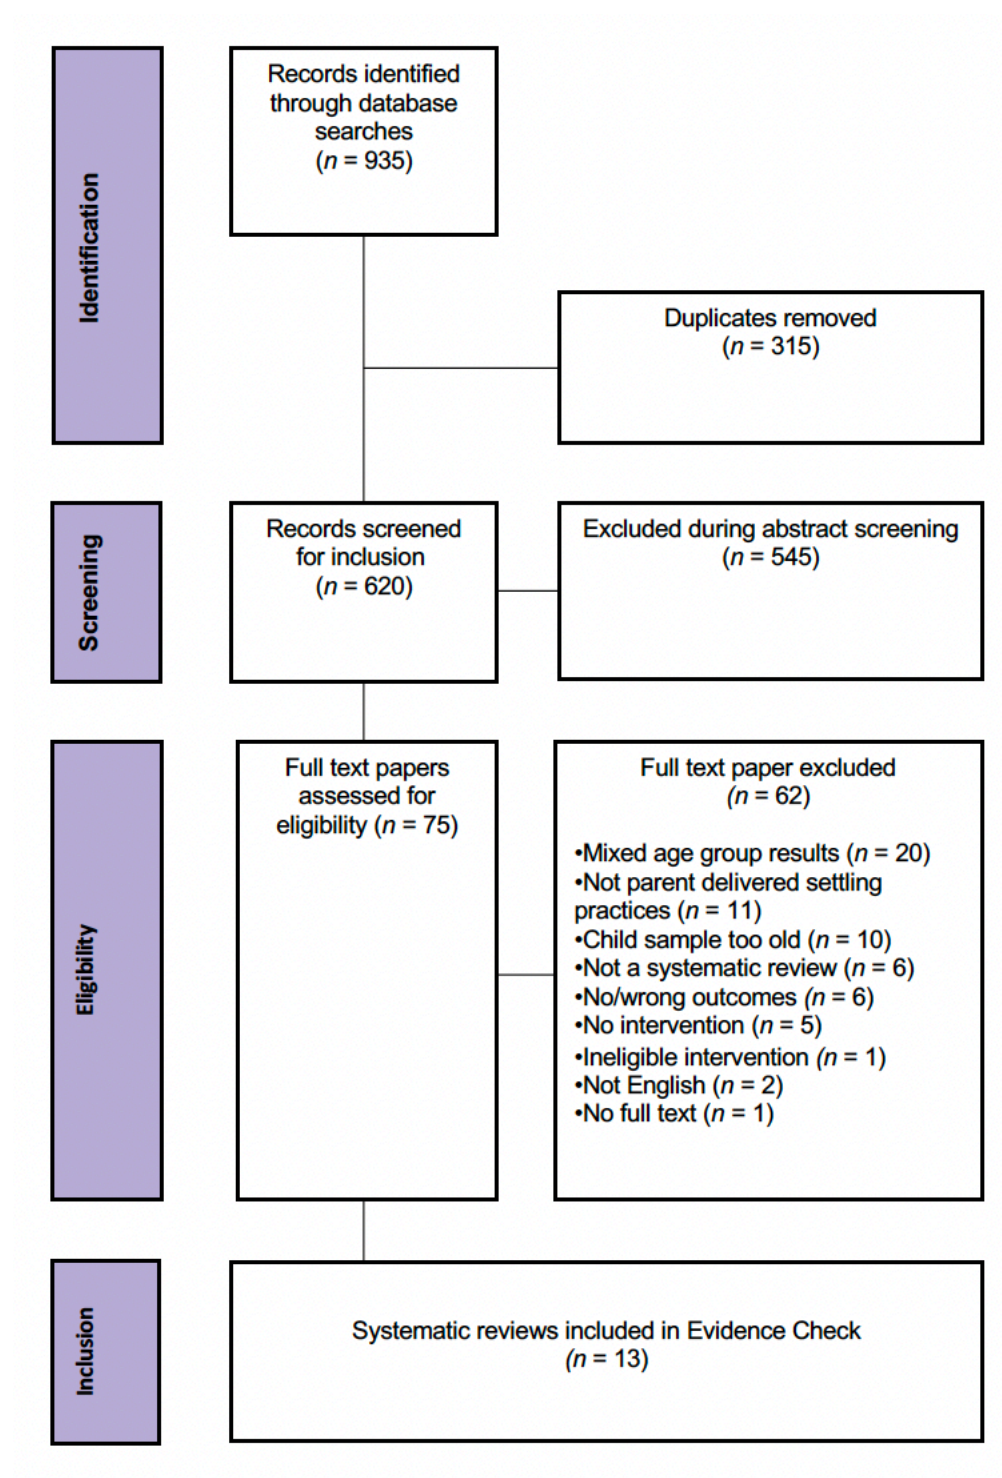 Identification
Records identified
through database
searches
(n = 935)
Duplicates removed
(n = 315)
Screening
Records screened
for inclusion
(n = 620)
Excluded during abstract screening
(n = 545)
Eligibility
Full text papers
assessed for
eligibility (n = 75)
Full text paper excluded
(n = 62)
•Mixed age group results (n = 20)
•Not parent delivered settling
practices (n = 11)
•Child sample too old (n = 10)
•Not a systematic review (n = 6)
•No/wrong outcomes (n = 6)
•No intervention (n = 5)
•Ineligible intervention (n = 1)
•Not English (n = 2)
•No full text (n = 1)
Inclusion
Systematic reviews included in Evidence Check
(n = 13)